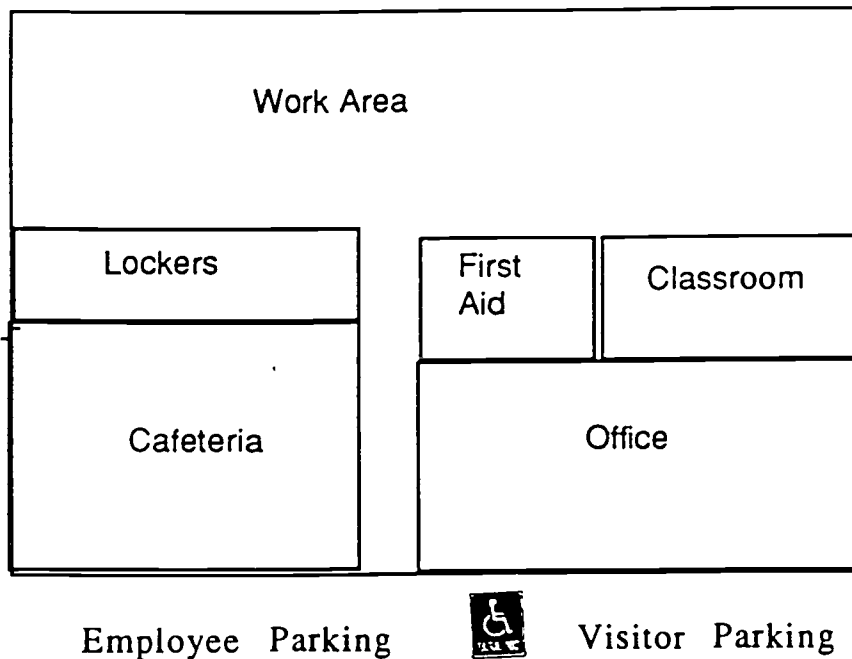 Work Area
Lockers
First
Aid
Classroom
Cafeteria
Office
Employee Parking
Visitor Parking